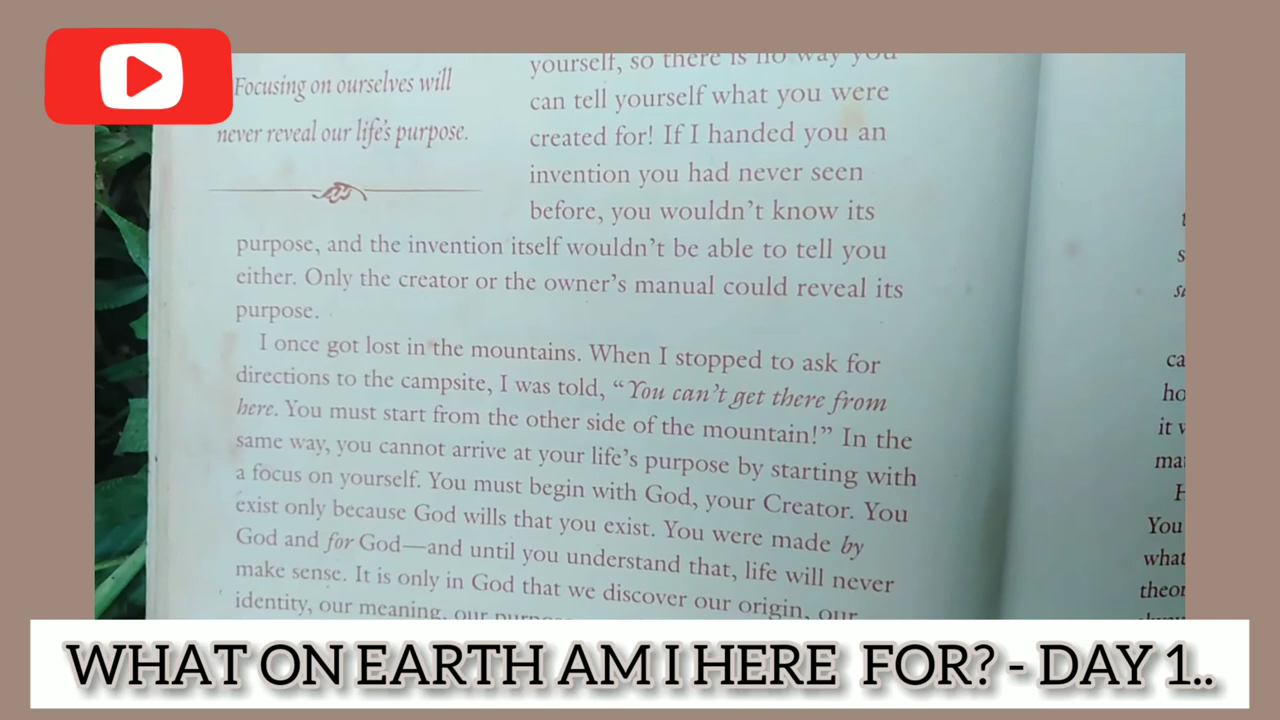 Focusing on ourselves will
never reveal our life's purpose.
yourself, so there is no way you
can tell yourself what you were
created for! If I handed you an
invention you had never seen
before, you wouldn't know its
purpose, and the invention itself wouldn't be able to tell you
either. Only the creator or the owner's manual could reveal its
purpose.
I once got lost in the mountains. When I stopped to ask for
directions to the campsite, I was told, “You can't get there from
here. You must start from the other side of the mountain!” In the
same way, you cannot arrive at your life's purpose by starting with
a focus on yourself. You must begin with God, your Creator. You
exist only because God wills that you exist. You were made by
God and for God—and until you understand that, life will never
make sense. It is only in God that we discover our origin, our
identity, our meaning, our
ca
ho
it
You
what
WHAT ON EARTH AM I HERE FOR? - DAY 1..